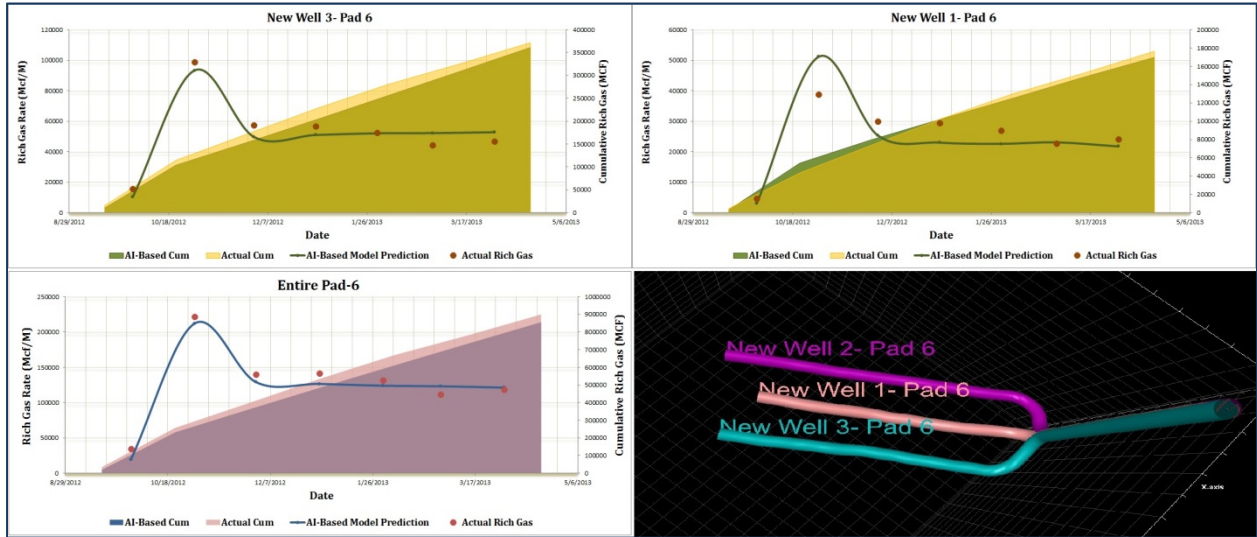 New Well 3- Pad 6
Rich Gas Rate (Mcf/M)
120000
100000
80000
60000
40000
20000
0
400000
350000
300000
250000
200000
150000
100000
50000
0
Cumulative Rich Gas (MCF)
8/29/2012 10/18/2012 12/7/2012 1/26/2013 3/17/2013 5/6/2013
Date
AI-Based Cum Actual Cum AI-Based Model Prediction Actual Rich Gas
New Well 1- Pad 6
Rich Gas Rate (Mcf/M)
60000
50000
40000
30000
20000
10000
0
200000
180000
160000
140000
120000
100000
80000
60000
40000
20000
0
Cumulative Rich Gas (MCF)
8/29/2012 10/18/2012 12/7/2012 1/26/2013 3/17/2013 5/6/2013
Date
AI-Based Cum Actual Cum AI-Based Model Prediction Actual Rich Gas
Entire Pad-6
Rich Gas Rate (Mcf/M)
250000
200000
150000
100000
50000
0
1000000
900000
800000
700000
600000
500000
400000
300000
200000
100000
0
Cumulative Rich Gas (MCF)
8/29/2012 10/18/2012 12/7/2012 1/26/2013 3/17/2013 5/6/2013
Date
AI-Based Cum Actual Cum AI-Based Model Prediction Actual Rich Gas
New Well 2- Pad 6
New Well 1- Pad 6
New Well 3- Pad 6
X-axis